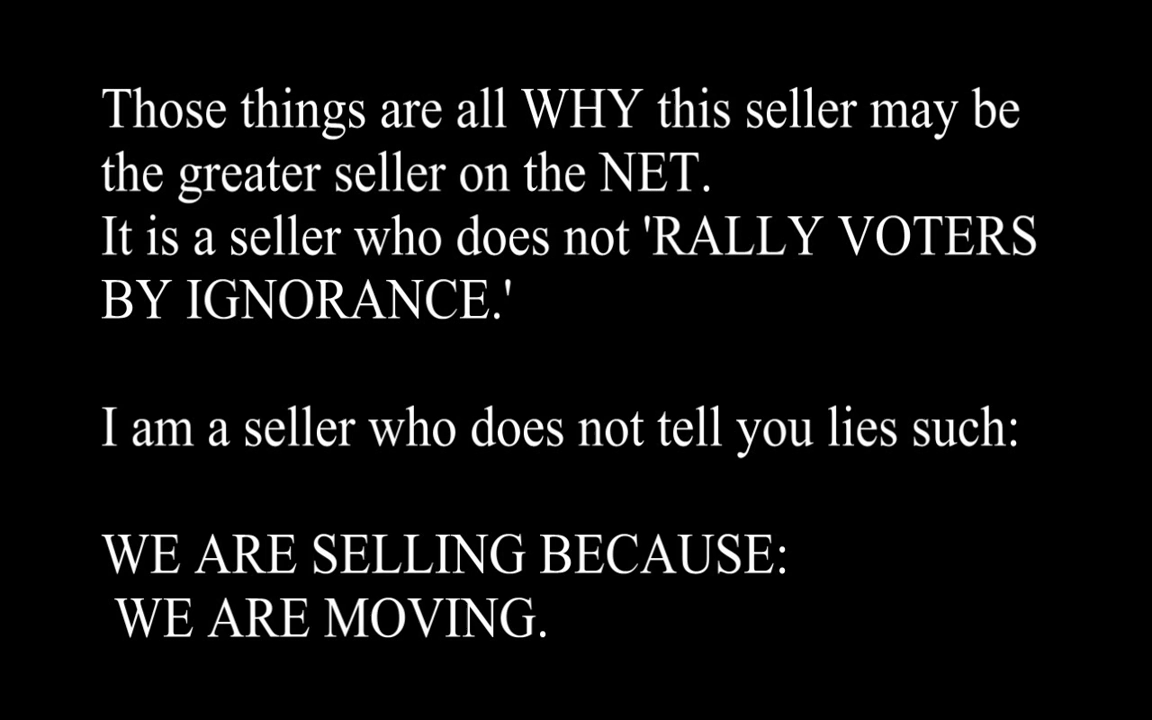 Those things are all WHY this seller may be
the greater seller on the NET.
It is a seller who does not 'RALLY VOTERS
BY IGNORANCE.'
I am a seller who does not tell you lies such:
WE ARE SELLING BECAUSE:
WE ARE MOVING.